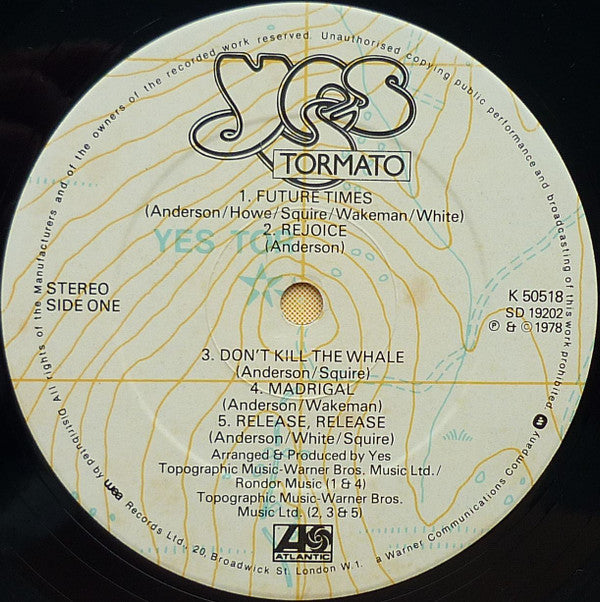 All rights of the Manufacturers and of the owners of the recorded work reserved. Unauthorised copying public performance and broadcasting of this work prohibited
YES
TORMATO
1. FUTURE TIMES
(Anderson/Howe/Squire/Wakeman/White)
2. REJOICE
(Anderson)
YES TOR
STEREO
SIDE ONE
K 50518
SD 19202
Ⓟ & © 1978
3. DON'T KILL THE WHALE
(Anderson/Squire)
4. MADRIGAL
(Anderson/Wakeman)
5. RELEASE, RELEASE
(Anderson/White/Squire)
Arranged & Produced by Yes
Topographic Music-Warner Bros. Music Ltd./
Rondor Music (1 & 4)
Topographic Music-Warner Bros.
Music Ltd. (2, 3 & 5)
ATLANTIC
Distributed by wea Records Ltd., 20, Broadwick St. London W.1. a Warner Communications Company